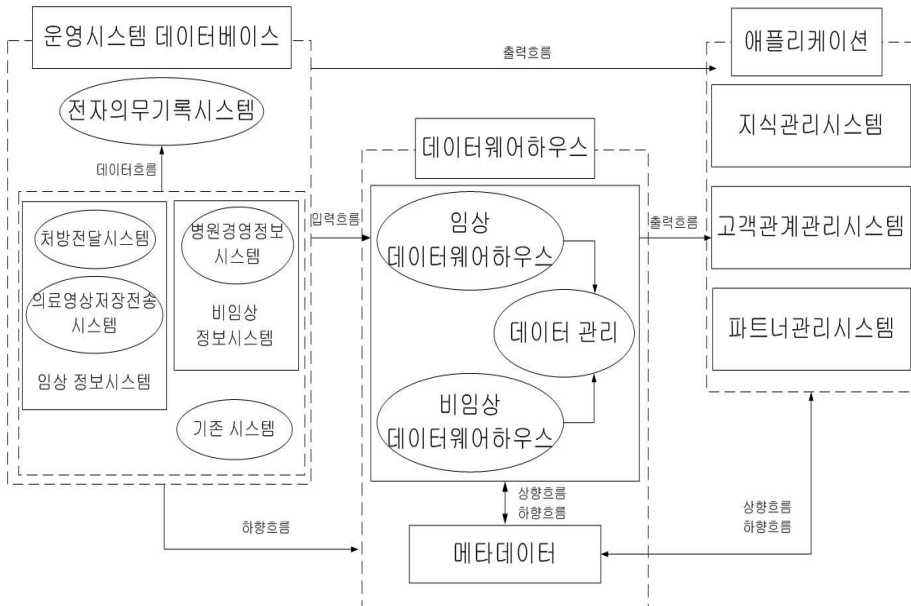 운영시스템 데이터베이스
전자의무기록시스템
데이터흐름
처방전달시스템
의료영상저장전송
시스템
임상 정보시스템
병원경영정보
시스템
비임상
정보시스템
기존 시스템
출력흐름
입력흐름
하향흐름
데이터웨어하우스
임상
데이터웨어하우스
데이터 관리
비임상
데이터웨어하우스
상향흐름
하향흐름
메타데이터
출력흐름
애플리케이션
지식관리시스템
고객관계관리시스템
파트너관리시스템
상향흐름
하향흐름